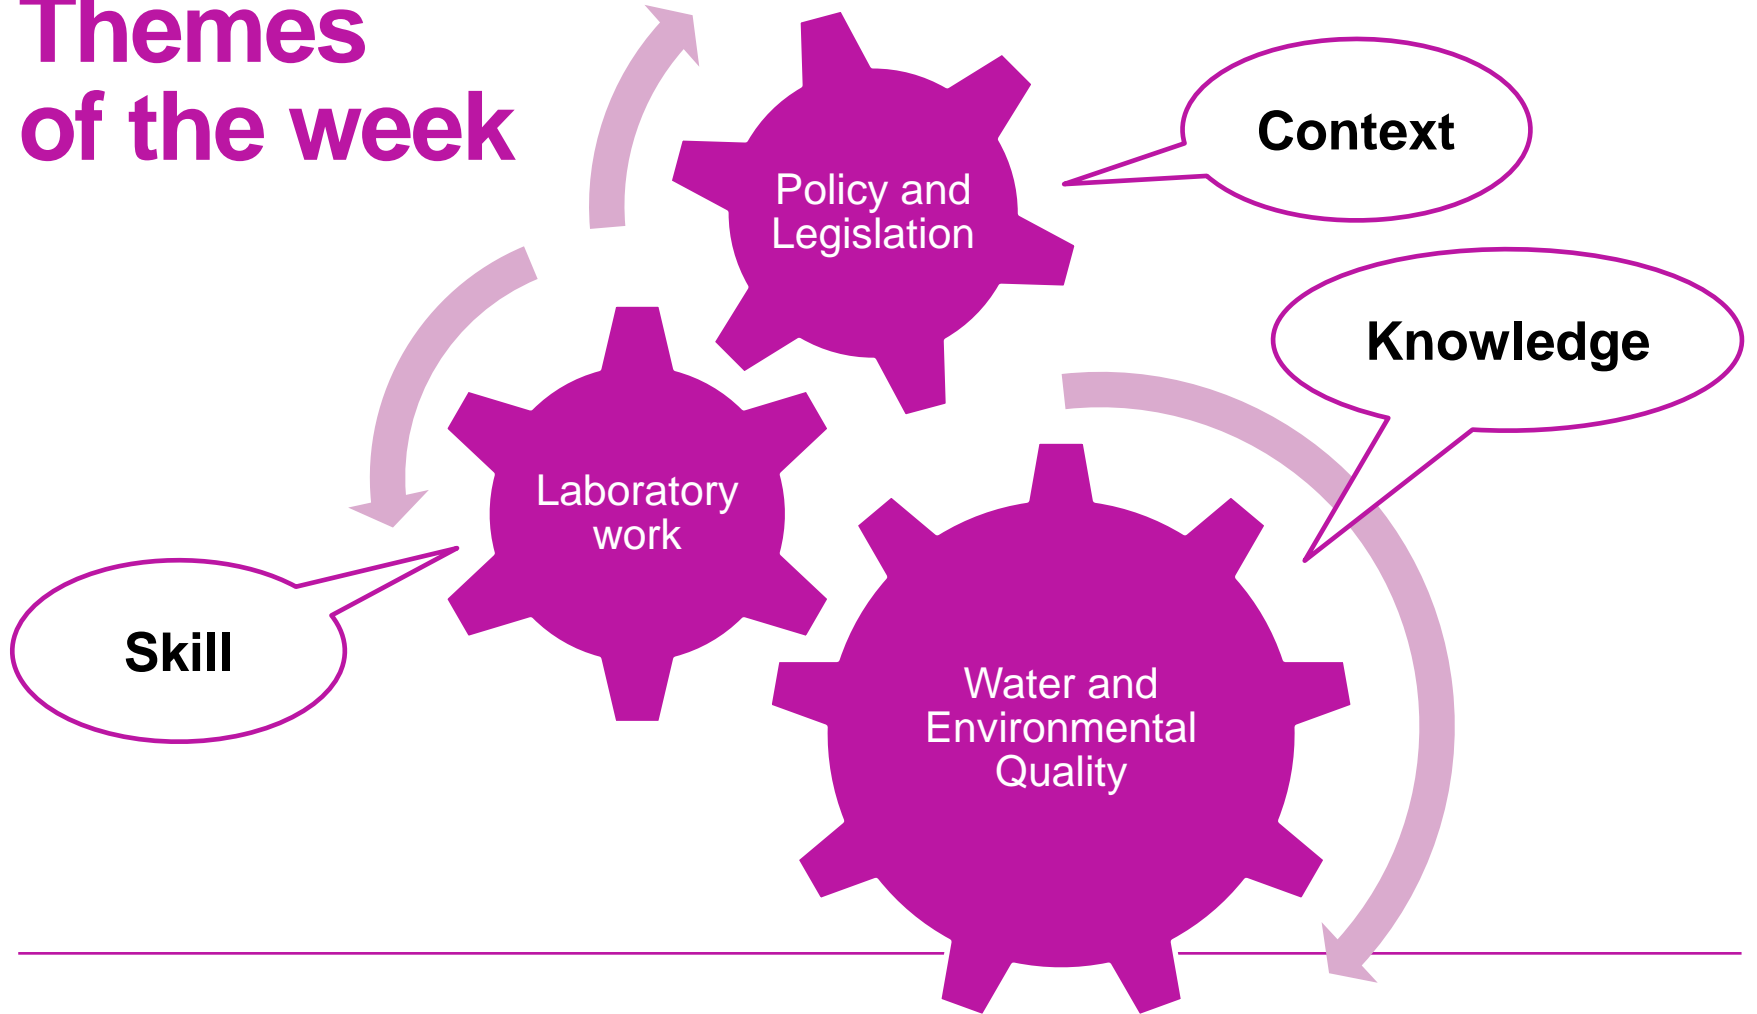 Themes
of the week
Policy and
Legislation
Context
Knowledge
Laboratory
work
Skill
Water and
Environmental
Quality